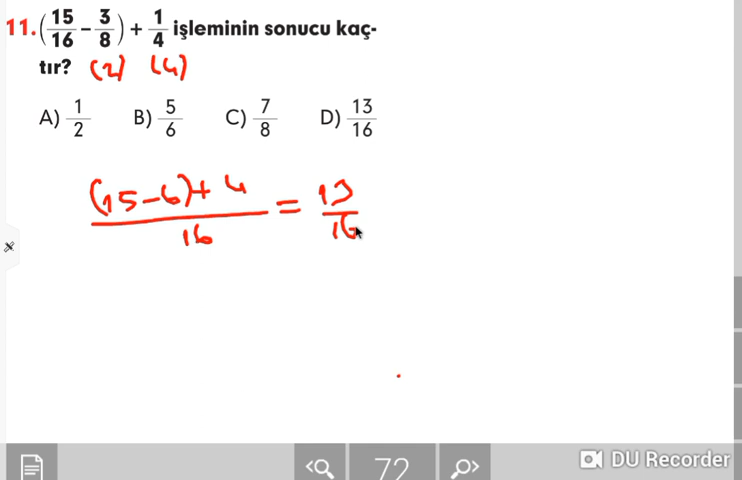 11. (15/16 - 3/8) + 1/4 işleminin sonucu kaç-
tır? (2) (4)
A) 1/2 B) 5/6 C) 7/8 D) 13/16
(15-6)+4/16 = 13/16
72
DU Recorder